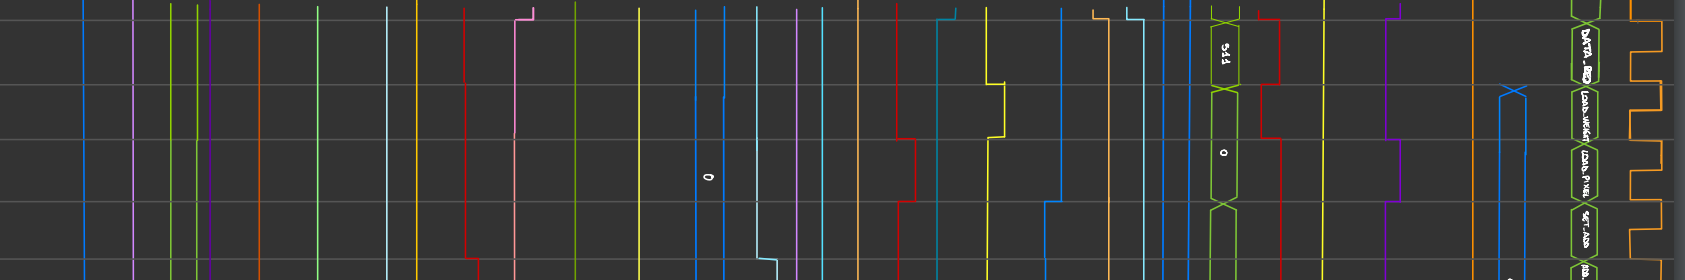 DATA_REQ
511
LOAD_WEIGHT
0
LOAD_PIXEL
0
SET_ADD